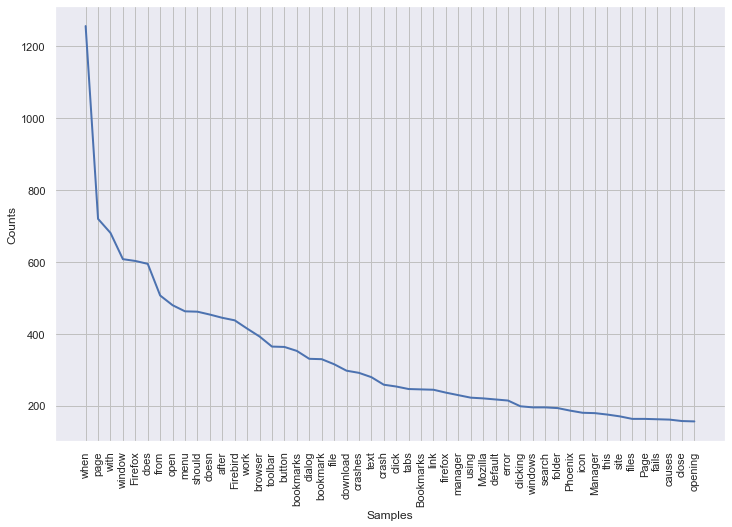 1200
1000
800
600
400
200
Counts
when
page
with
window
Firefox
does
from
open
menu
should
doesn
after
Firebird
work
browser
toolbar
button
bookmarks
dialog
bookmark
file
download
crashes
text
crash
click
tabs
Bookmarks
link
firefox
manager
using
Mozilla
default
error
clicking
windows
search
folder
Phoenix
icon
Manager
this
site
files
Page
fails
causes
close
opening
Samples